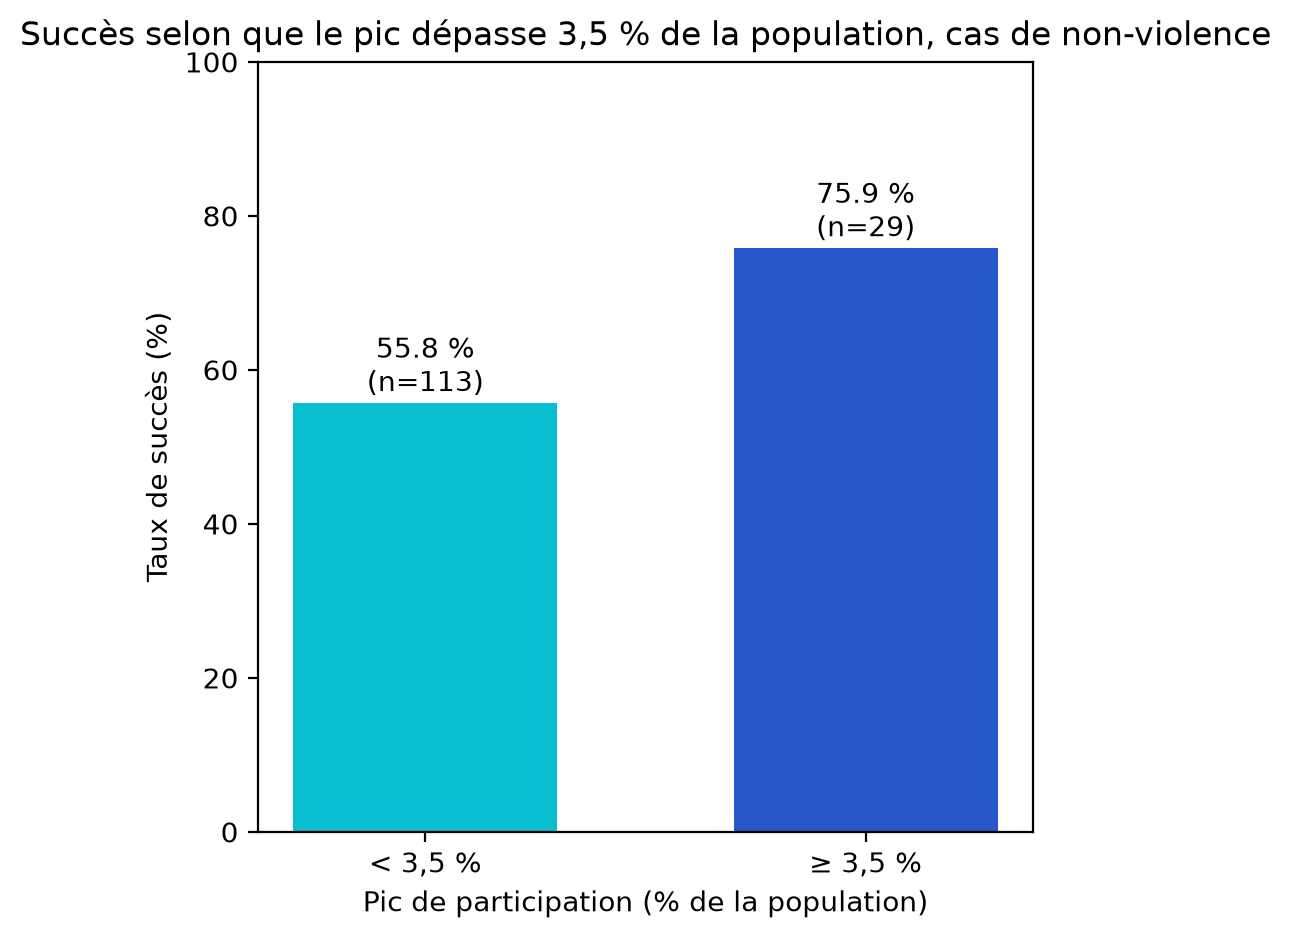 Succès selon que le pic dépasse 3,5 % de la population, cas de non-violence
100
80
60
40
20
0
Taux de succès (%)
55.8 %
(n=113)
75.9 %
(n=29)
< 3,5 %
≥ 3,5 %
Pic de participation (% de la population)